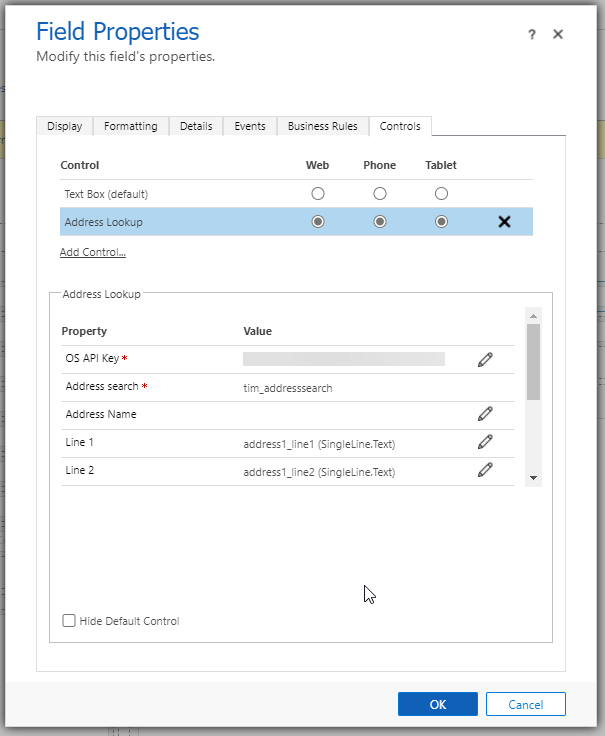 Field Properties
? ×
Modify this field's properties.
Display Formatting Details Events Business Rules Controls
Control Web Phone Tablet
Text Box (default)
Address Lookup
Add Control...
Address Lookup
Property Value
OS API Key *
Address search * tim_addresssearch
Address Name
Line 1 address1_line1 (SingleLine.Text)
Line 2 address1_line2 (SingleLine.Text)
Hide Default Control
OK Cancel